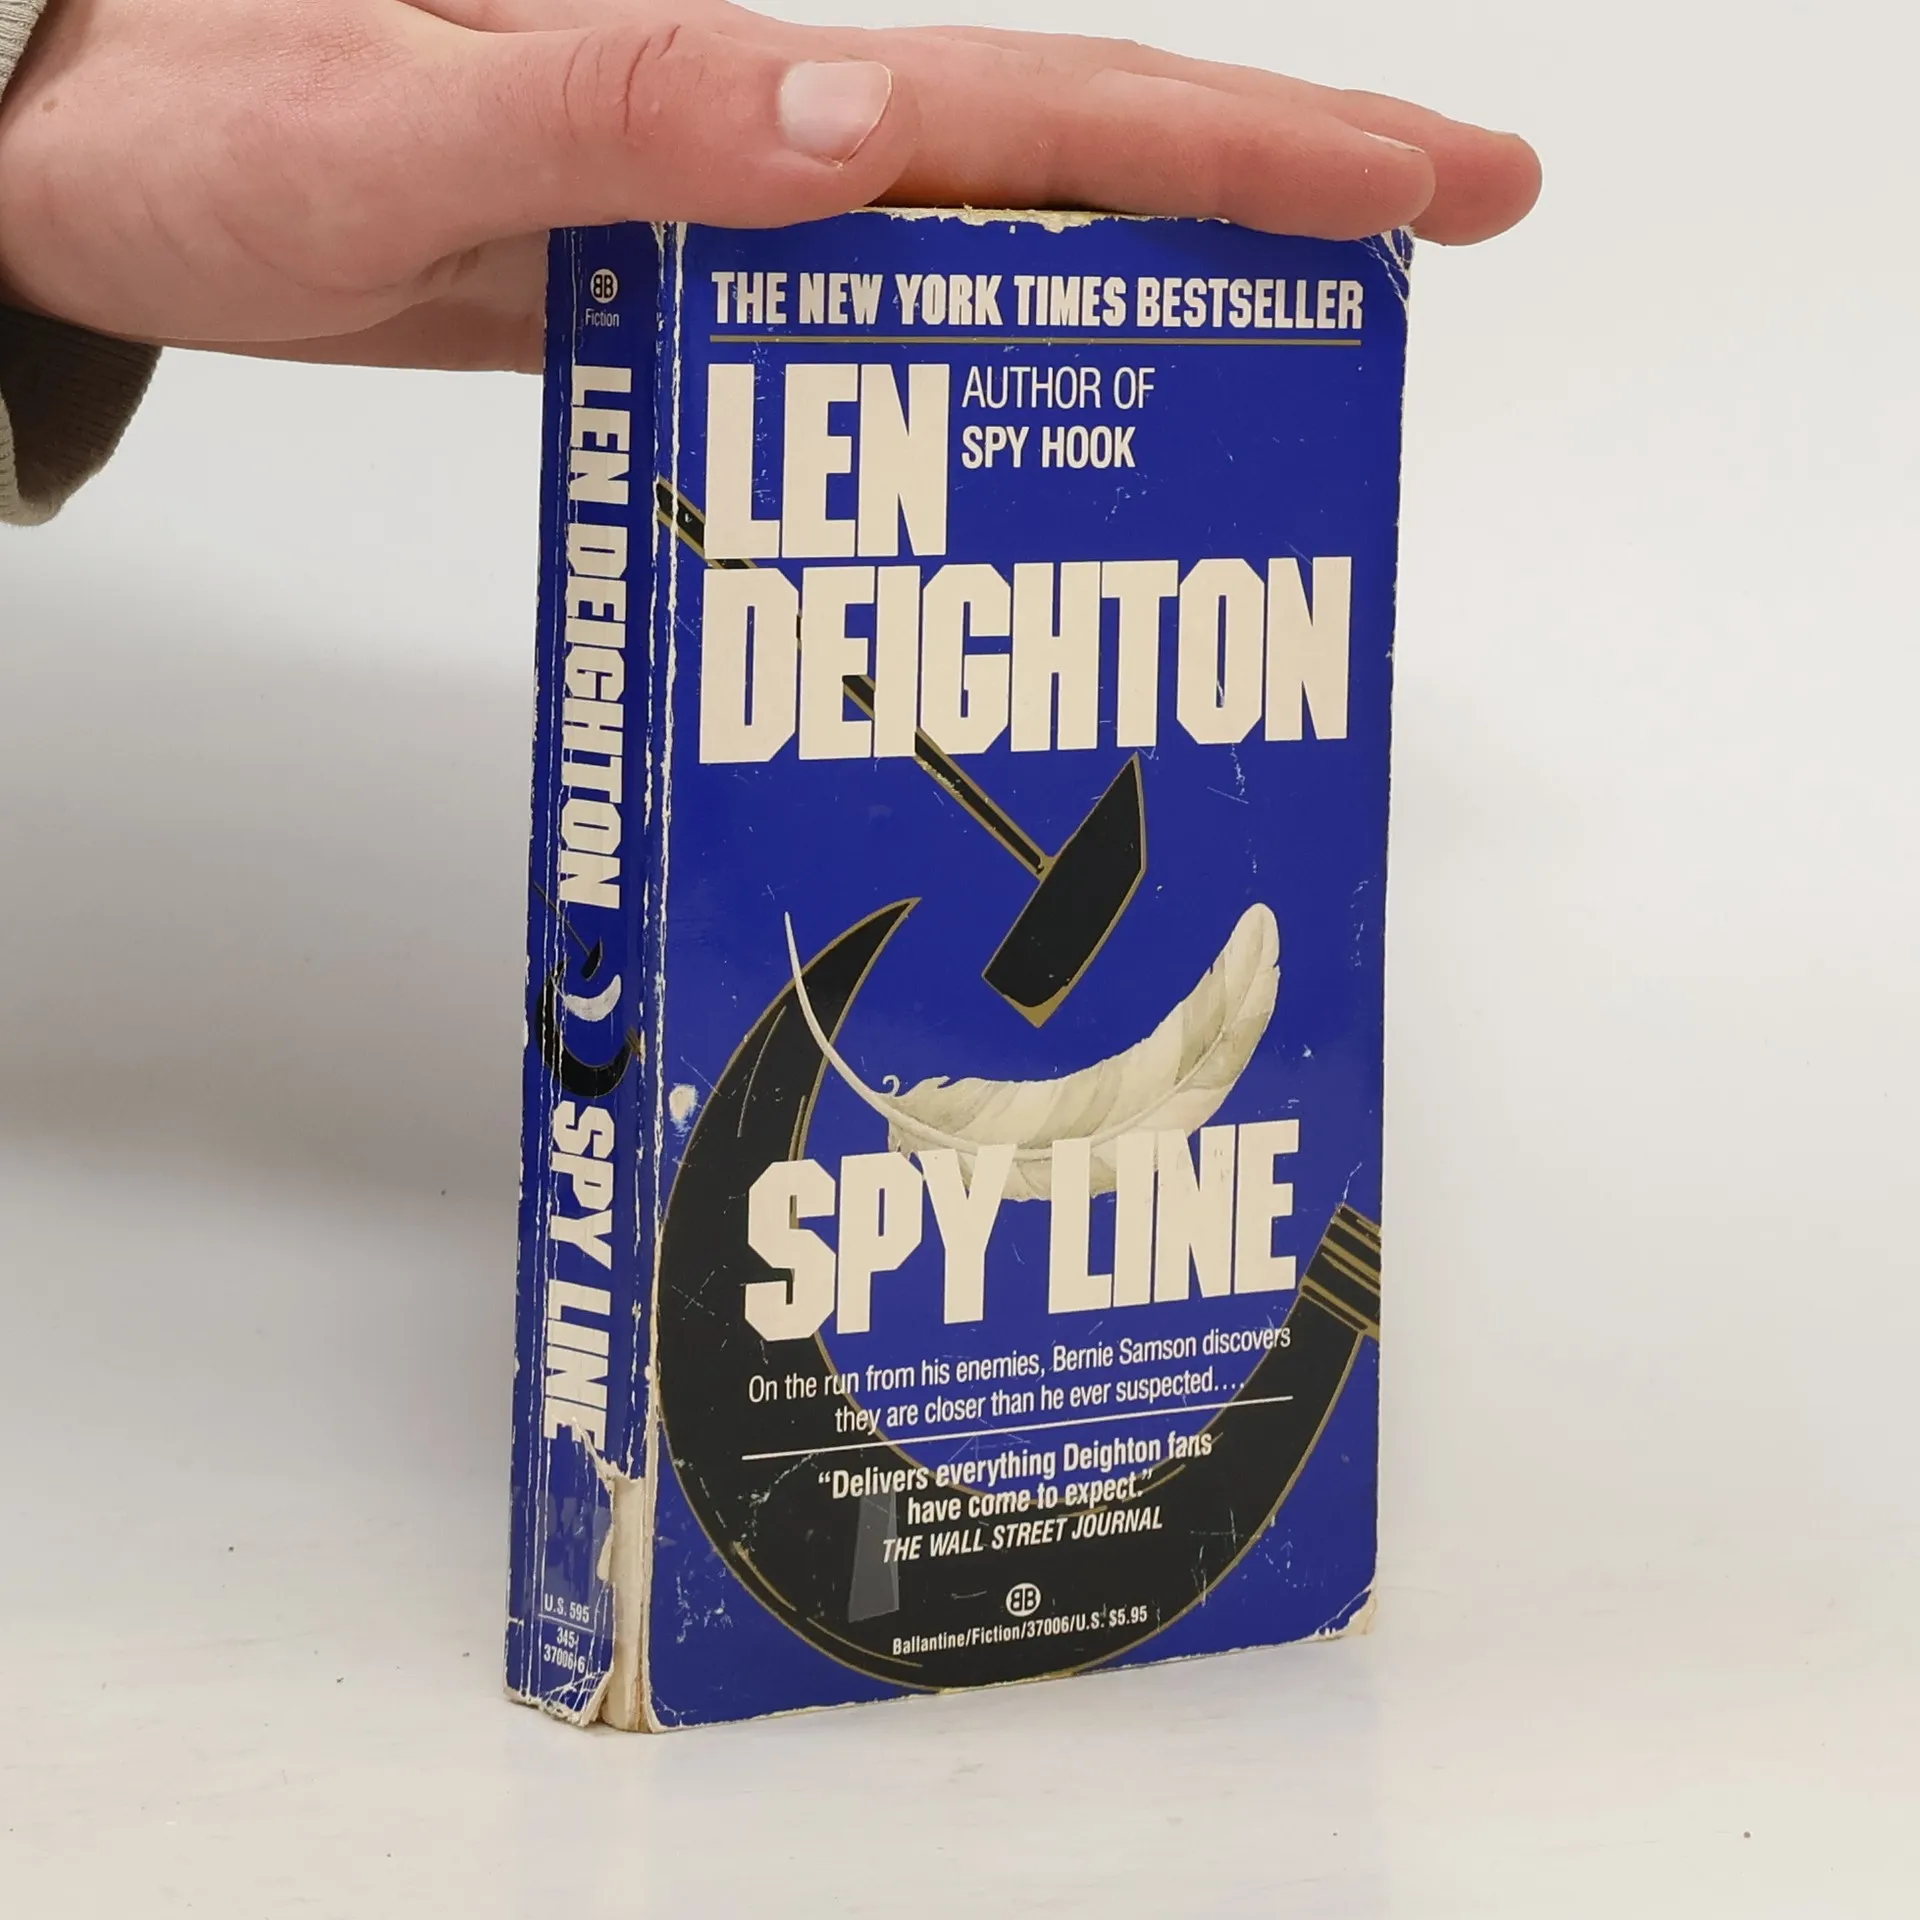 BB
Fiction
LEN DEIGHTON
SPY LINE
U.S. 595
345-
37006-6
THE NEW YORK TIMES BESTSELLER
LEN
AUTHOR OF
SPY HOOK
DEIGHTON
SPY LINE
On the run from his enemies, Bernie Samson discovers
they are closer than he ever suspected....
“Delivers everything Deighton fans
have come to expect.”
THE WALL STREET JOURNAL
BB
Ballantine/Fiction/37006/U.S. $5.95